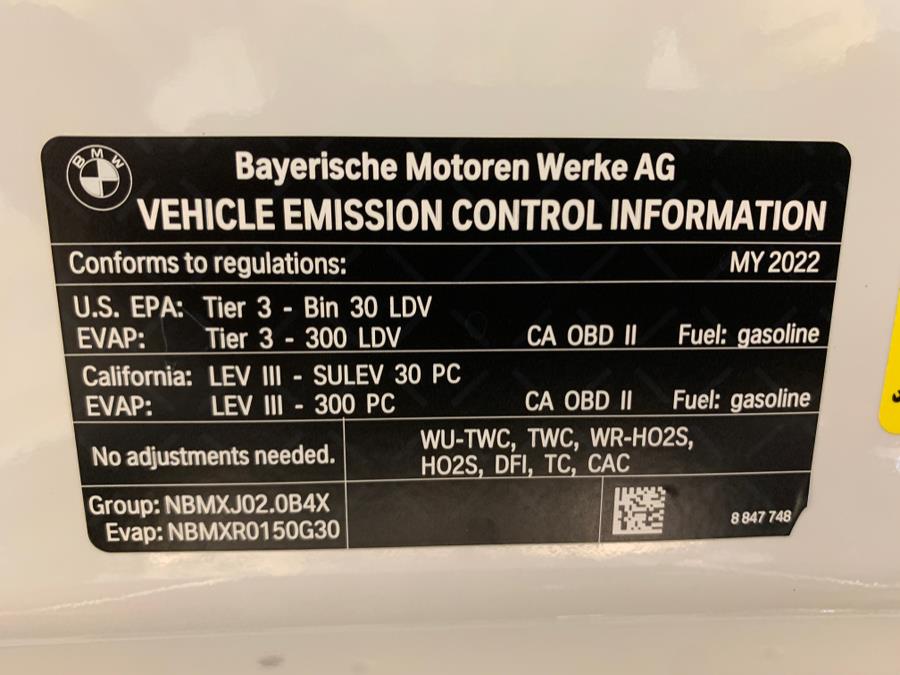 BMW
Bayerische Motoren Werke AG
VEHICLE EMISSION CONTROL INFORMATION
Conforms to regulations: MY 2022
U.S. EPA: Tier 3 - Bin 30 LDV
EVAP: Tier 3 - 300 LDV CA OBD II Fuel: gasoline
California: LEV III - SULEV 30 PC
EVAP: LEV III - 300 PC CA OBD II Fuel: gasoline
No adjustments needed.
WU-TWC, TWC, WR-HO2S,
HO2S, DFI, TC, CAC
Group: NBMXJ02.0B4X
Evap: NBMXR0150G30
8 847 748